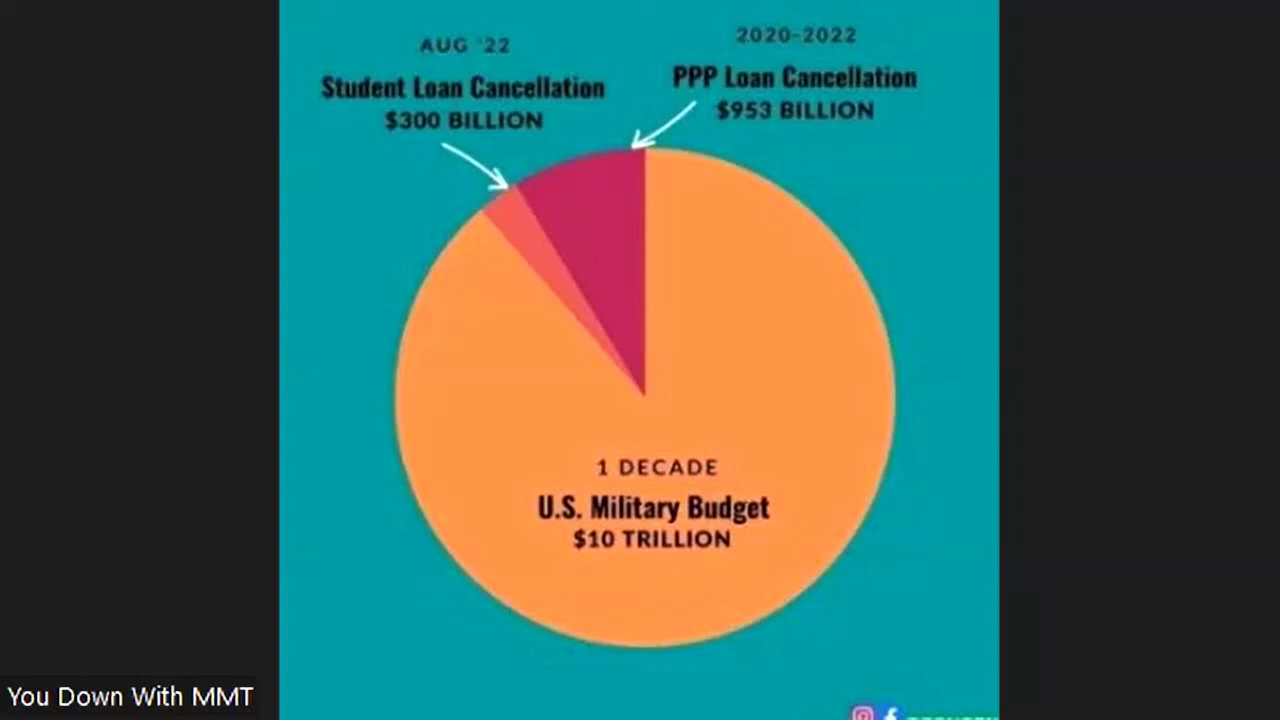 AUG '22
Student Loan Cancellation
$300 BILLION
2020-2022
PPP Loan Cancellation
$953 BILLION
1 DECADE
U.S. Military Budget
$10 TRILLION
You Down With MMT